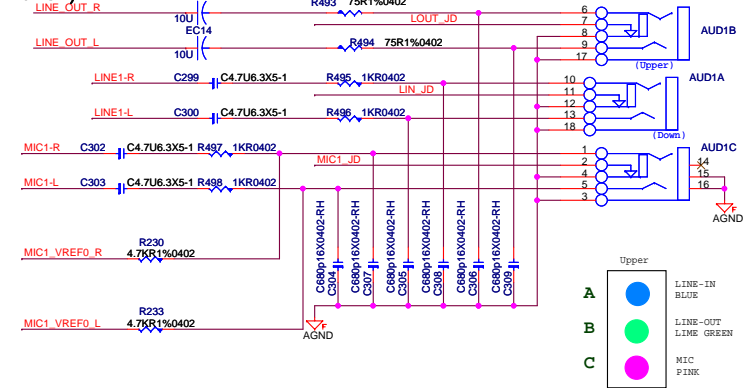 LINE_OUT_R
R493 75R1%0402
10U
LOUT_JD
EC14
LINE_OUT_L
R494 75R1%0402
10U
6
7
8
9
17
AUD1B
(Upper)
LINE1-R C299 C4.7U6.3X5-1 R495 1KR0402
LIN_JD
LINE1-L C300 C4.7U6.3X5-1 R496 1KR0402
10
11
12
13
18
AUD1A
(Down)
MIC1-R C302 C4.7U6.3X5-1 R497 1KR0402
MIC1_JD
MIC1-L C303 C4.7U6.3X5-1 R498 1KR0402
1
2
4
5
3
AUD1C
14
15
16
AGND
MIC1_VREF0_R
R230
4.7KR1%0402
MIC1_VREF0_L
R233
4.7KR1%0402
C680p16X0402-RH
C304
C680p16X0402-RH
C307
C680p16X0402-RH
C305
C680p16X0402-RH
C308
C680p16X0402-RH
C306
C680p16X0402-RH
C309
AGND
Upper
A LINE-IN
BLUE
B LINE-OUT
LIME GREEN
C MIC
PINK